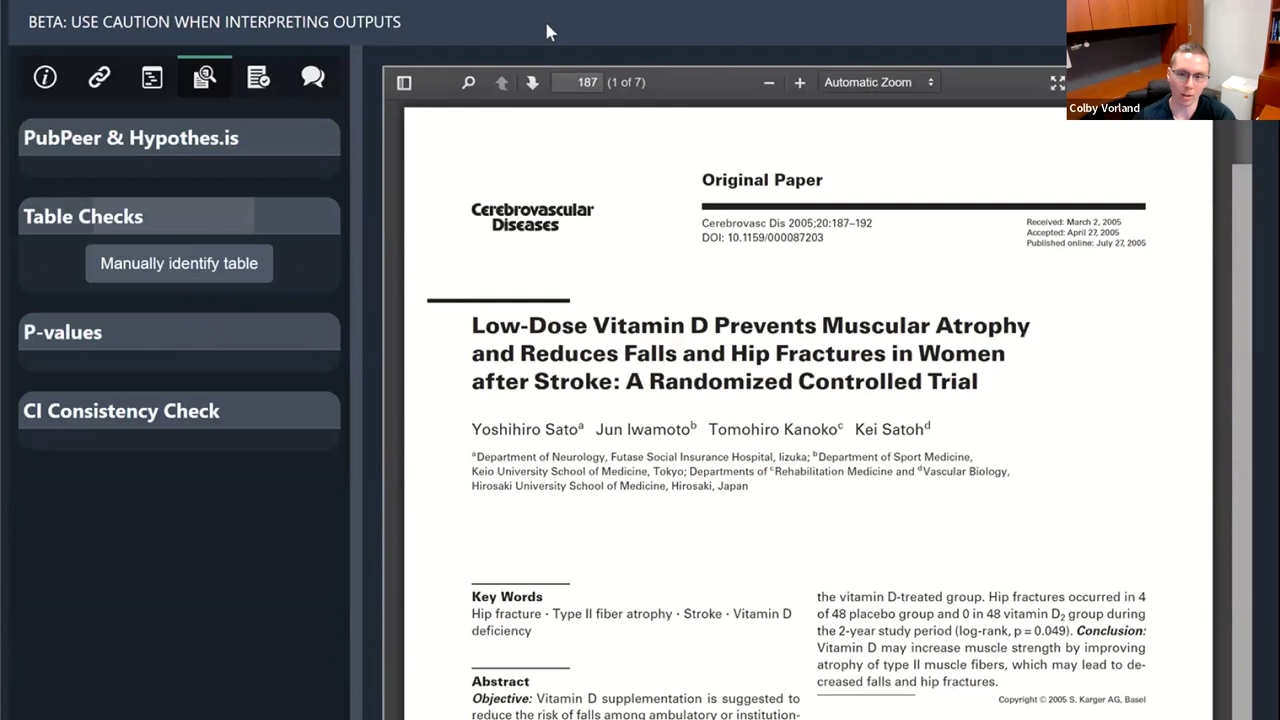 BETA: USE CAUTION WHEN INTERPRETING OUTPUTS
PubPeer & Hypothes.is
Table Checks
Manually identify table
P-values
CI Consistency Check
187 (1 of 7)
Automatic Zoom
Colby Vorland
Original Paper
Cerebrovascular
Diseases
Cerebrovasc Dis 2005;20:187–192
DOI: 10.1159/000087203
Received: March 2, 2005
Accepted: April 27, 2005
Published online: July 27, 2005
Low-Dose Vitamin D Prevents Muscular Atrophy
and Reduces Falls and Hip Fractures in Women
after Stroke: A Randomized Controlled Trial
Yoshihiro Satoᵃ Jun Iwamotoᵇ Tomohiro Kanokoᶜ Kei Satohᵈ
ᵃDepartment of Neurology, Futase Social Insurance Hospital, Iizuka; ᵇDepartment of Sport Medicine,
Keio University School of Medicine, Tokyo; Departments of ᶜRehabilitation Medicine and ᵈVascular Biology,
Hirosaki University School of Medicine, Hirosaki, Japan
Key Words
Hip fracture · Type II fiber atrophy · Stroke · Vitamin D
deficiency
Abstract
Objective: Vitamin D supplementation is suggested to
reduce the risk of falls among ambulatory or institution-
the vitamin D-treated group. Hip fractures occurred in 4
of 48 placebo group and 0 in 48 vitamin D₂ group during
the 2-year study period (log-rank, p = 0.049). Conclusion:
Vitamin D may increase muscle strength by improving
atrophy of type II muscle fibers, which may lead to de-
creased falls and hip fractures.
Copyright © 2005 S. Karger AG, Basel